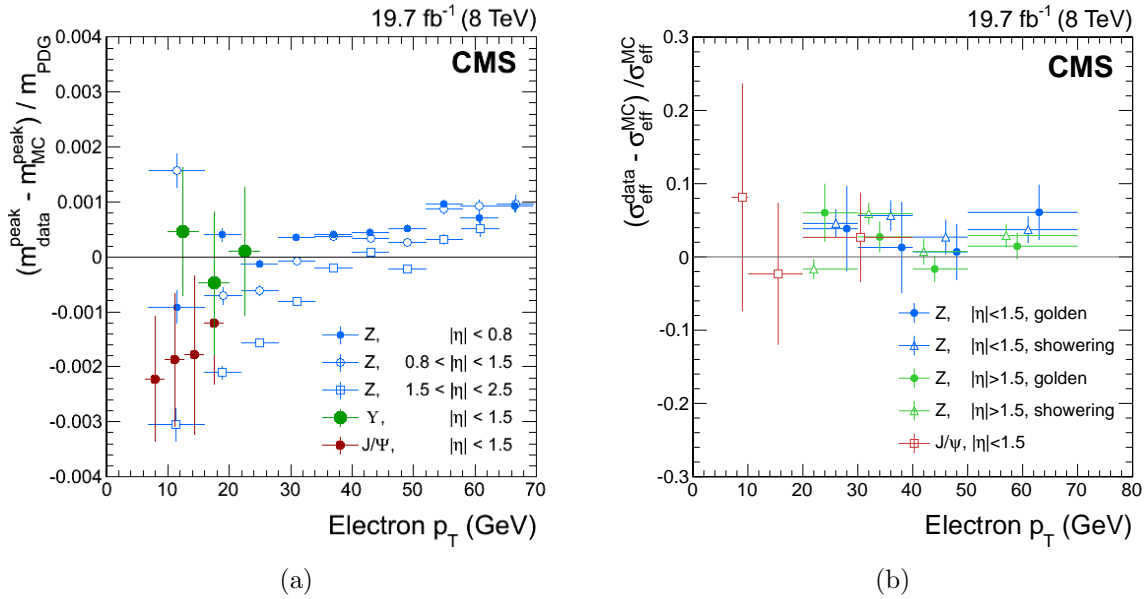 19.7 fb⁻¹ (8 TeV)
CMS
(m^peak_data - m^peak_MC) / m_PDG
0.004
0.003
0.002
0.001
0
-0.001
-0.002
-0.003
-0.004
Z, |η| < 0.8
Z, 0.8 < |η| < 1.5
Z, 1.5 < |η| < 2.5
ϒ, |η| < 1.5
J/Ψ, |η| < 1.5
0 10 20 30 40 50 60 70
Electron p_T (GeV)
(a)
19.7 fb⁻¹ (8 TeV)
CMS
(σ^data_eff - σ^MC_eff) / σ^MC_eff
0.3
0.2
0.1
0
-0.1
-0.2
-0.3
Z, |η|<1.5, golden
Z, |η|<1.5, showering
Z, |η|>1.5, golden
Z, |η|>1.5, showering
J/ψ, |η|<1.5
0 10 20 30 40 50 60 70 80
Electron p_T (GeV)
(b)